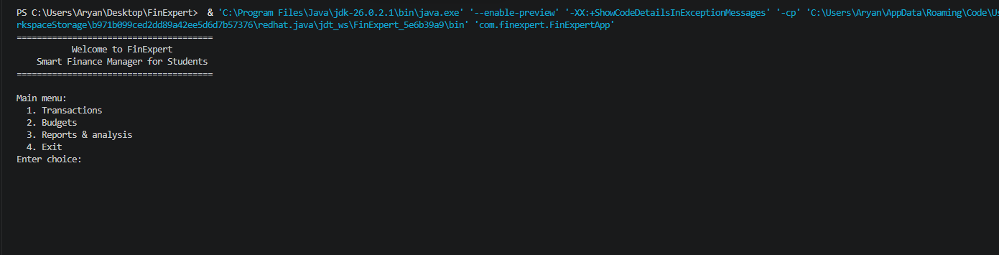 PS C:\Users\Aryan\Desktop\FinExpert>  & 'C:\Program Files\Java\jdk-26.0.2.1\bin\java.exe' '--enable-preview' '-XX:+ShowCodeDetailsInExceptionMessages' '-cp' 'C:\Users\Aryan\AppData\Roaming\Code\Us
rkspaceStorage\b971b099ced2dd89a42ee5d6d7b57376\redhat.java\jdt_ws\FinExpert_5e6b39a9\bin' 'com.finexpert.FinExpertApp'
=======================================
           Welcome to FinExpert
    Smart Finance Manager for Students
=======================================
Main menu:
  1. Transactions
  2. Budgets
  3. Reports & analysis
  4. Exit
Enter choice: